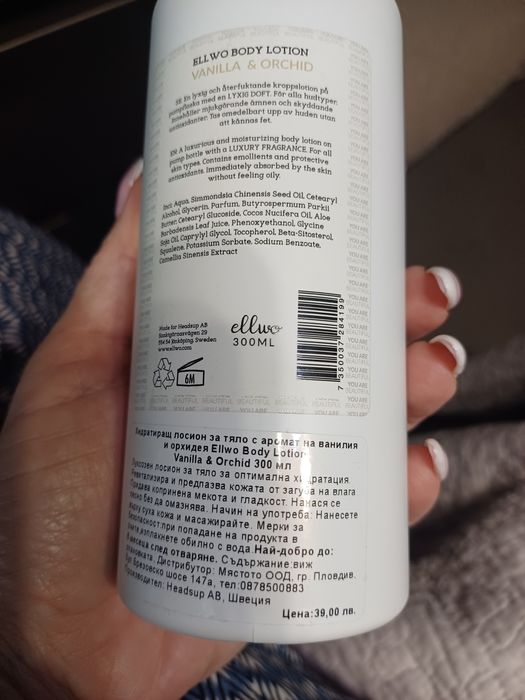 ELLWO BODY LOTION
VANILLA & ORCHID
SE En lyxig och återfuktande kroppslotion på
pumpflaska med en LYXIG DOFT. För alla hudtyper.
Innehåller mjukgörande ämnen och skyddande
antioxidanter. Tas omedelbart upp av huden utan
att kännas fet.
EN A luxurious and moisturizing body lotion on
pump bottle with a LUXURY FRAGRANCE. For all
skin types. Contains emollients and protective
antioxidants. Immediately absorbed by the skin
without feeling oily.
Inci: Aqua, Simmondsia Chinensis Seed Oil, Cetearyl
Alcohol, Glycerin, Parfum, Butyrospermum Parkii
Butter, Cetearyl Glucoside, Cocos Nucifera Oil, Aloe
Barbadensis Leaf Juice, Phenoxyethanol, Glycine
Soja Oil, Caprylyl Glycol, Tocopherol, Beta-Sitosterol,
Squalene, Potassium Sorbate, Sodium Benzoate,
Camellia Sinensis Extract
Made for Headsup AB
29
554 54 Jönköping, Sweden
www.ellwo.com
ellwo
300ML
7 350037 284199
6M
YOU ARE
BEAUTIFUL
Хидратиращ лосион за тяло с аромат на ванилия
и орхидея Ellwo Body Lotion
Vanilla & Orchid 300 мл
Луксозен лосион за тяло за оптимална хидратация.
Ревитализира и предпазва кожата от загуба на влага
Придава копринена мекота и гладкост. Нанася се
лесно без да омазнява. Начин на употреба: Нанесете
върху суха кожа и масажирайте. Мерки за
безопасност:при попадане на продукта в
очите изплакнете обилно с вода.Най-добро до:
6 месеца след отваряне. Съдържание:виж
опаковката. Дистрибутор: Мястото ООД, гр. Пловдив,
бул Брезовско шосе 147а, тел:0878500883
Производител: Headsup AB, Швеция
Цена:39,00 лв.